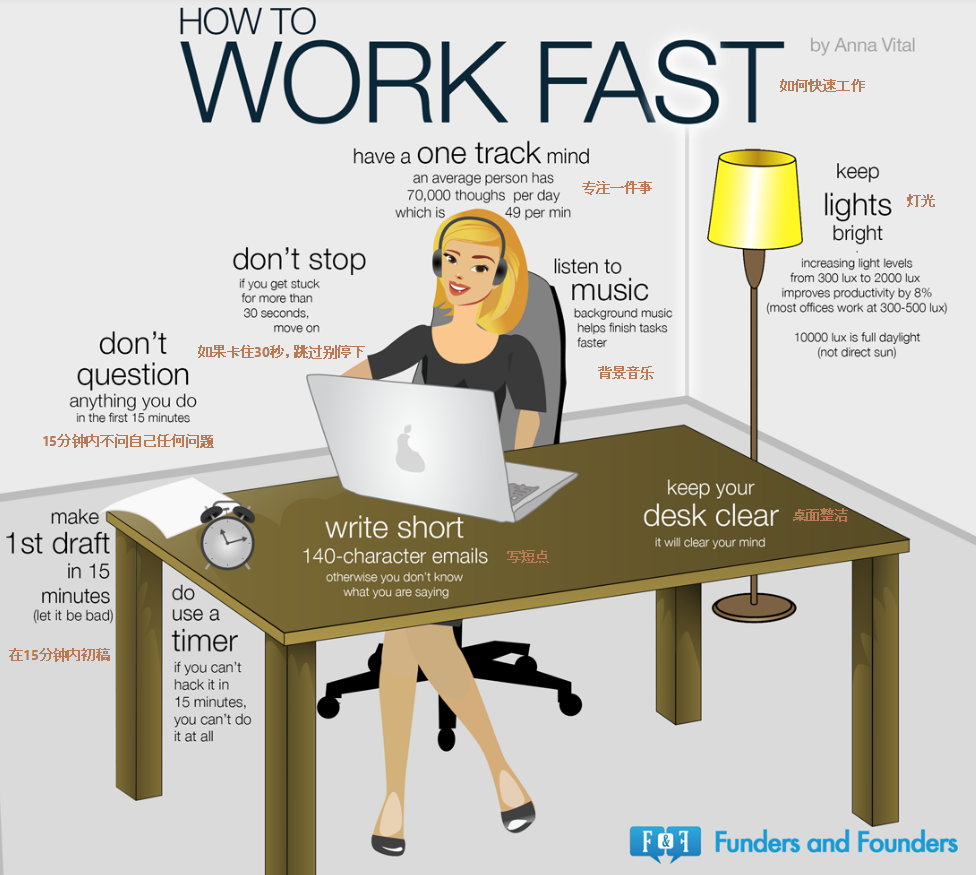 HOW TO
WORK FAST
by Anna Vital
如何快速工作
have a one track mind
an average person has
70,000 thoughs per day
which is 49 per min
专注一件事
keep
lights
bright
灯光
increasing light levels
from 300 lux to 2000 lux
improves productivity by 8%
(most offices work at 300-500 lux)
10000 lux is full daylight
(not direct sun)
don't stop
if you get stuck
for more than
30 seconds,
move on
如果卡住30秒，跳过别停下
listen to
music
background music
helps finish tasks
faster
背景音乐
don't
question
anything you do
in the first 15 minutes
15分钟内不问自己任何问题
make
1st draft
in 15
minutes
(let it be bad)
在15分钟内初稿
do
use a
timer
if you can't
hack it in
15 minutes,
you can't do
it at all
write short
140-character emails
otherwise you don't know
what you are saying
写短点
keep your
desk clear
it will clear your mind
桌面整洁
F&F
Funders and Founders